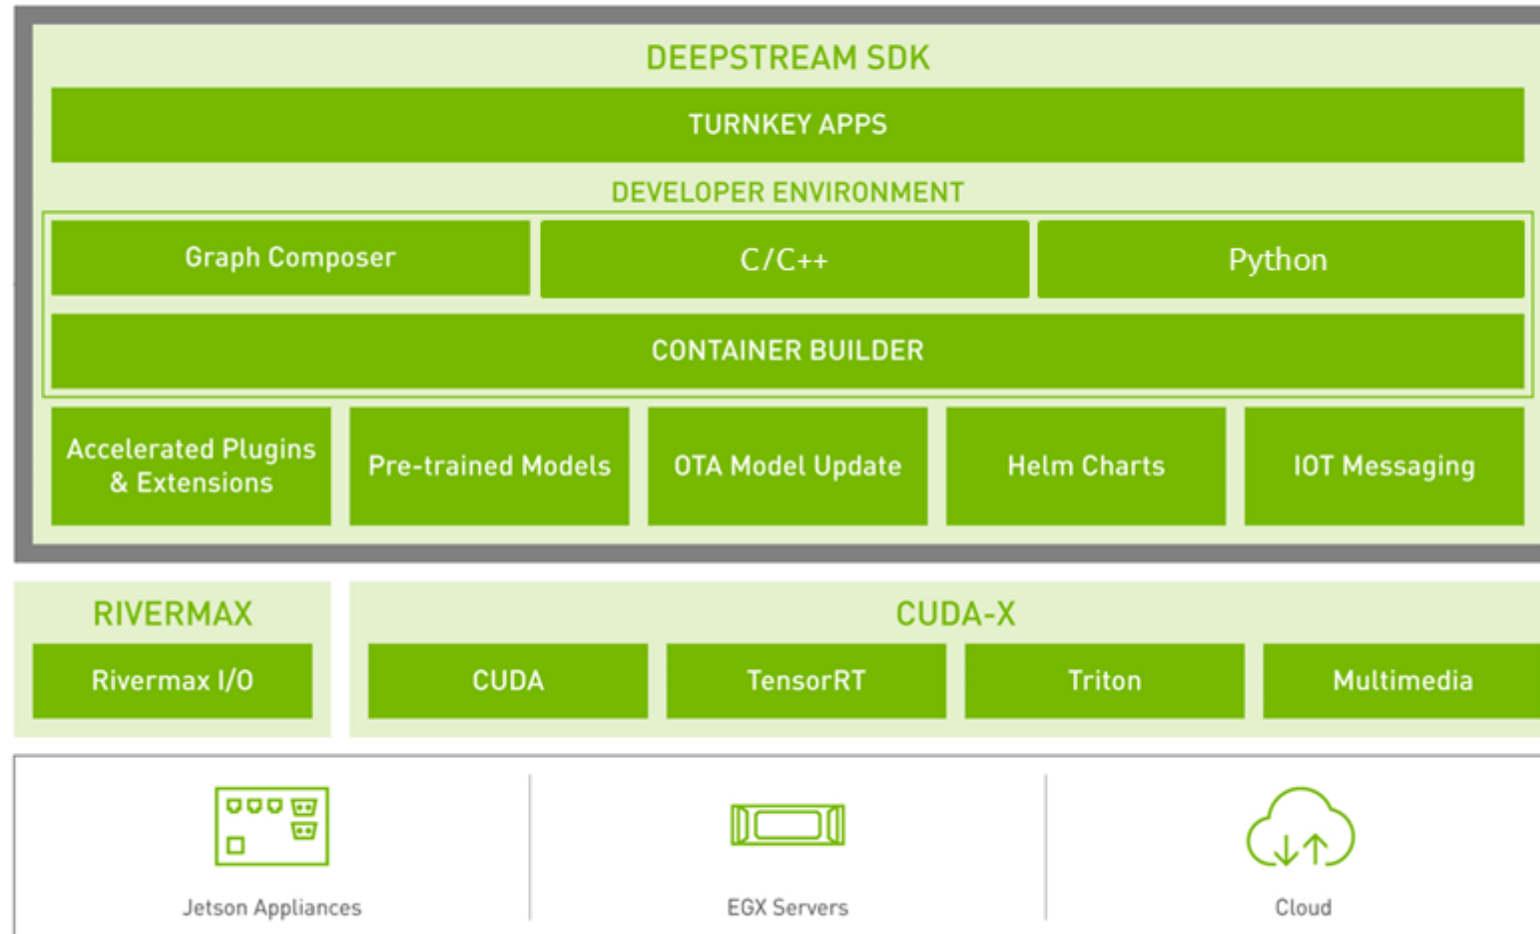 DEEPSTREAM SDK
TURNKEY APPS
DEVELOPER ENVIRONMENT
Graph Composer
C/C++
Python
CONTAINER BUILDER
Accelerated Plugins
& Extensions
Pre-trained Models
OTA Model Update
Helm Charts
IOT Messaging
RIVERMAX
Rivermax I/O
CUDA-X
CUDA
TensorRT
Triton
Multimedia
Jetson Appliances
EGX Servers
Cloud